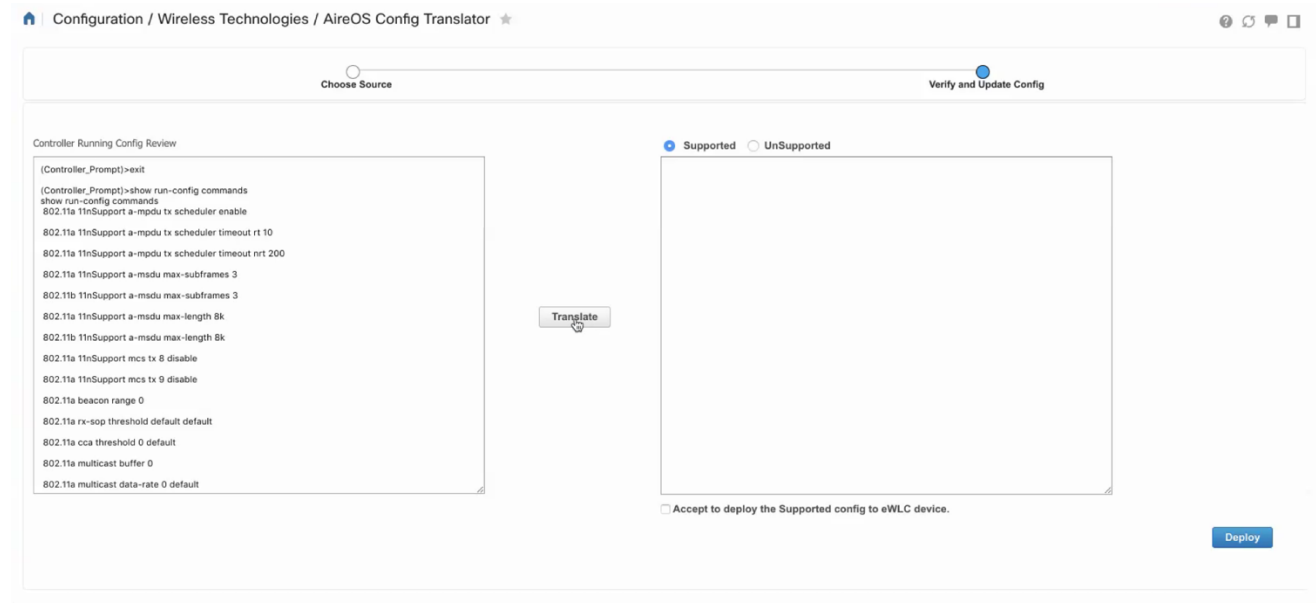 Configuration / Wireless Technologies / AireOS Config Translator
Choose Source
Verify and Update Config
Controller Running Config Review
(Controller_Prompt)>exit
(Controller_Prompt)>show run-config commands
show run-config commands
802.11a 11nSupport a-mpdu tx scheduler enable
802.11a 11nSupport a-mpdu tx scheduler timeout rt 10
802.11a 11nSupport a-mpdu tx scheduler timeout nrt 200
802.11a 11nSupport a-msdu max-subframes 3
802.11b 11nSupport a-msdu max-subframes 3
802.11a 11nSupport a-msdu max-length 8k
802.11b 11nSupport a-msdu max-length 8k
802.11a 11nSupport mcs tx 8 disable
802.11a 11nSupport mcs tx 9 disable
802.11a beacon range 0
802.11a rx-sop threshold default default
802.11a cca threshold 0 default
802.11a multicast buffer 0
802.11a multicast data-rate 0 default
Translate
Supported UnSupported
Accept to deploy the Supported config to eWLC device.
Deploy